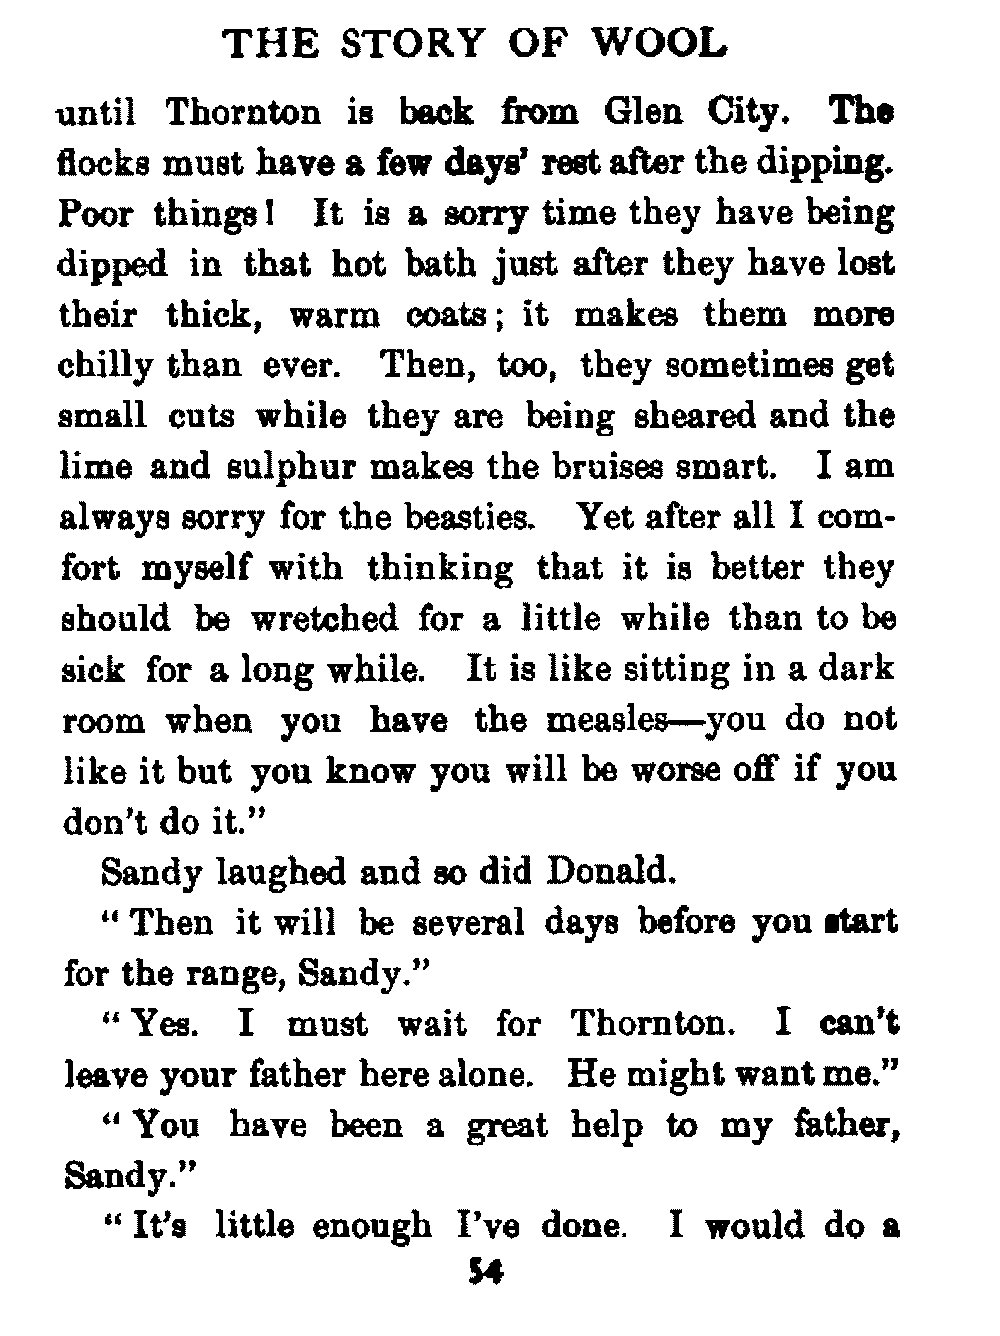 THE STORY OF WOOL
until Thornton is back from Glen City. The
flocks must have a few days' rest after the dipping.
Poor things! It is a sorry time they have being
dipped in that hot bath just after they have lost
their thick, warm coats; it makes them more
chilly than ever. Then, too, they sometimes get
small cuts while they are being sheared and the
lime and sulphur makes the bruises smart. I am
always sorry for the beasties. Yet after all I com-
fort myself with thinking that it is better they
should be wretched for a little while than to be
sick for a long while. It is like sitting in a dark
room when you have the measles—you do not
like it but you know you will be worse off if you
don't do it."
Sandy laughed and so did Donald.
"Then it will be several days before you start
for the range, Sandy."
"Yes. I must wait for Thornton. I can't
leave your father here alone. He might want me."
"You have been a great help to my father,
Sandy."
"It's little enough I've done. I would do a
54